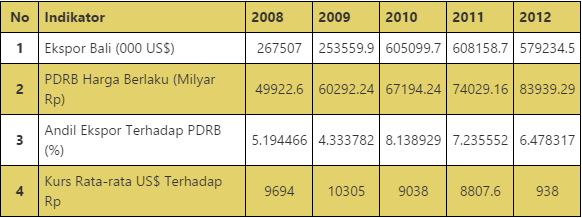 No Indikator 2008 2009 2010 2011 2012
1 Ekspor Bali (000 US$) 267507 253559.9 605099.7 608158.7 579234.5
2 PDRB Harga Berlaku (Milyar Rp) 49922.6 60292.24 67194.24 74029.16 83939.29
3 Andil Ekspor Terhadap PDRB (%) 5.194466 4.333782 8.138929 7.235552 6.478317
4 Kurs Rata-rata US$ Terhadap Rp 9694 10305 9038 8807.6 938